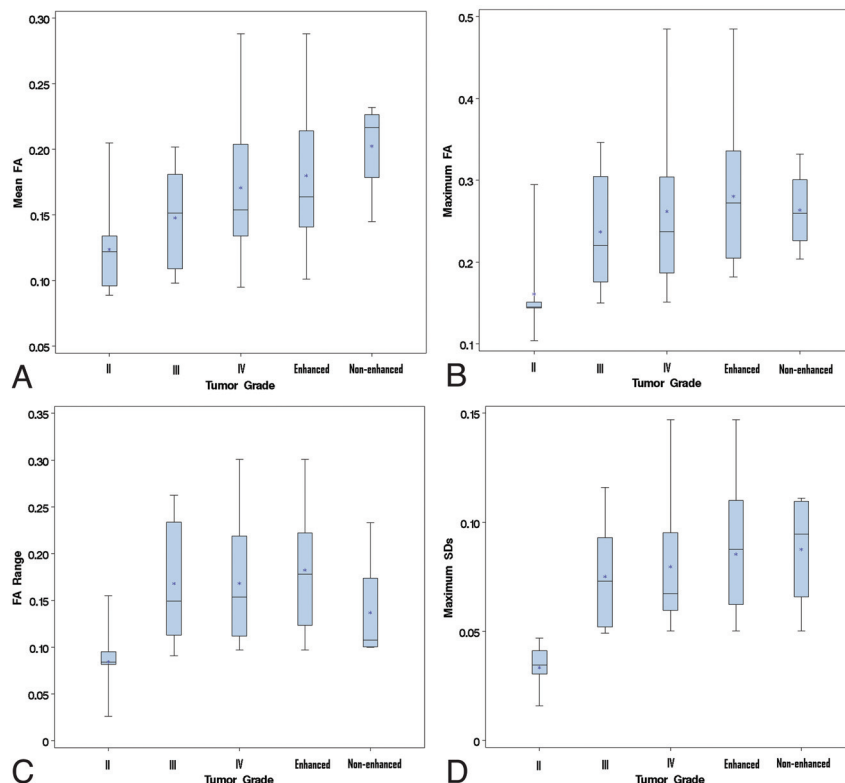 0.30
0.25
0.20
0.15
0.10
0.05
Mean FA
II III IV Enhanced Non-enhanced
Tumor Grade
A
0.5
0.4
0.3
0.2
0.1
Maximum FA
II III IV Enhanced Non-enhanced
Tumor Grade
B
0.35
0.30
0.25
0.20
0.15
0.10
0.05
0
FA Range
II III IV Enhanced Non-enhanced
Tumor Grade
C
0.15
0.10
0.05
0
Maximum SDs
II III IV Enhanced Non-enhanced
Tumor Grade
D